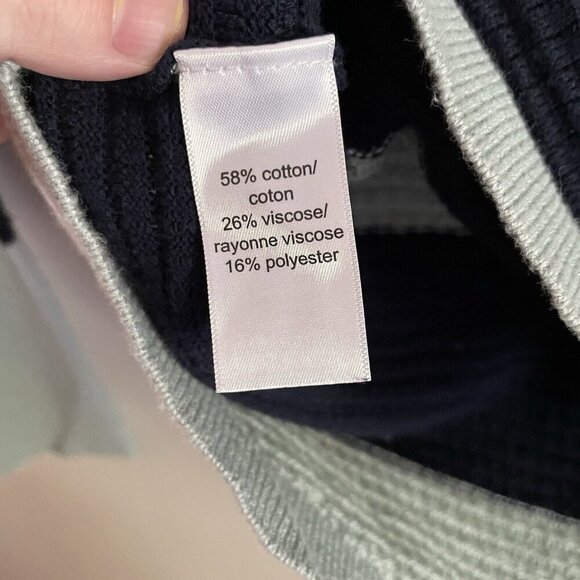 58% cotton/
coton
26% viscose/
rayonne viscose
16% polyester